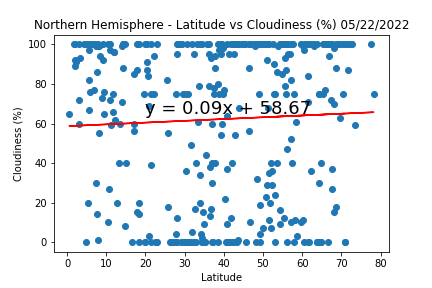 Northern Hemisphere - Latitude vs Cloudiness (%) 05/22/2022
100
80
60
40
20
0
Cloudiness (%)
y = 0.09x + 58.67
0 10 20 30 40 50 60 70 80
Latitude